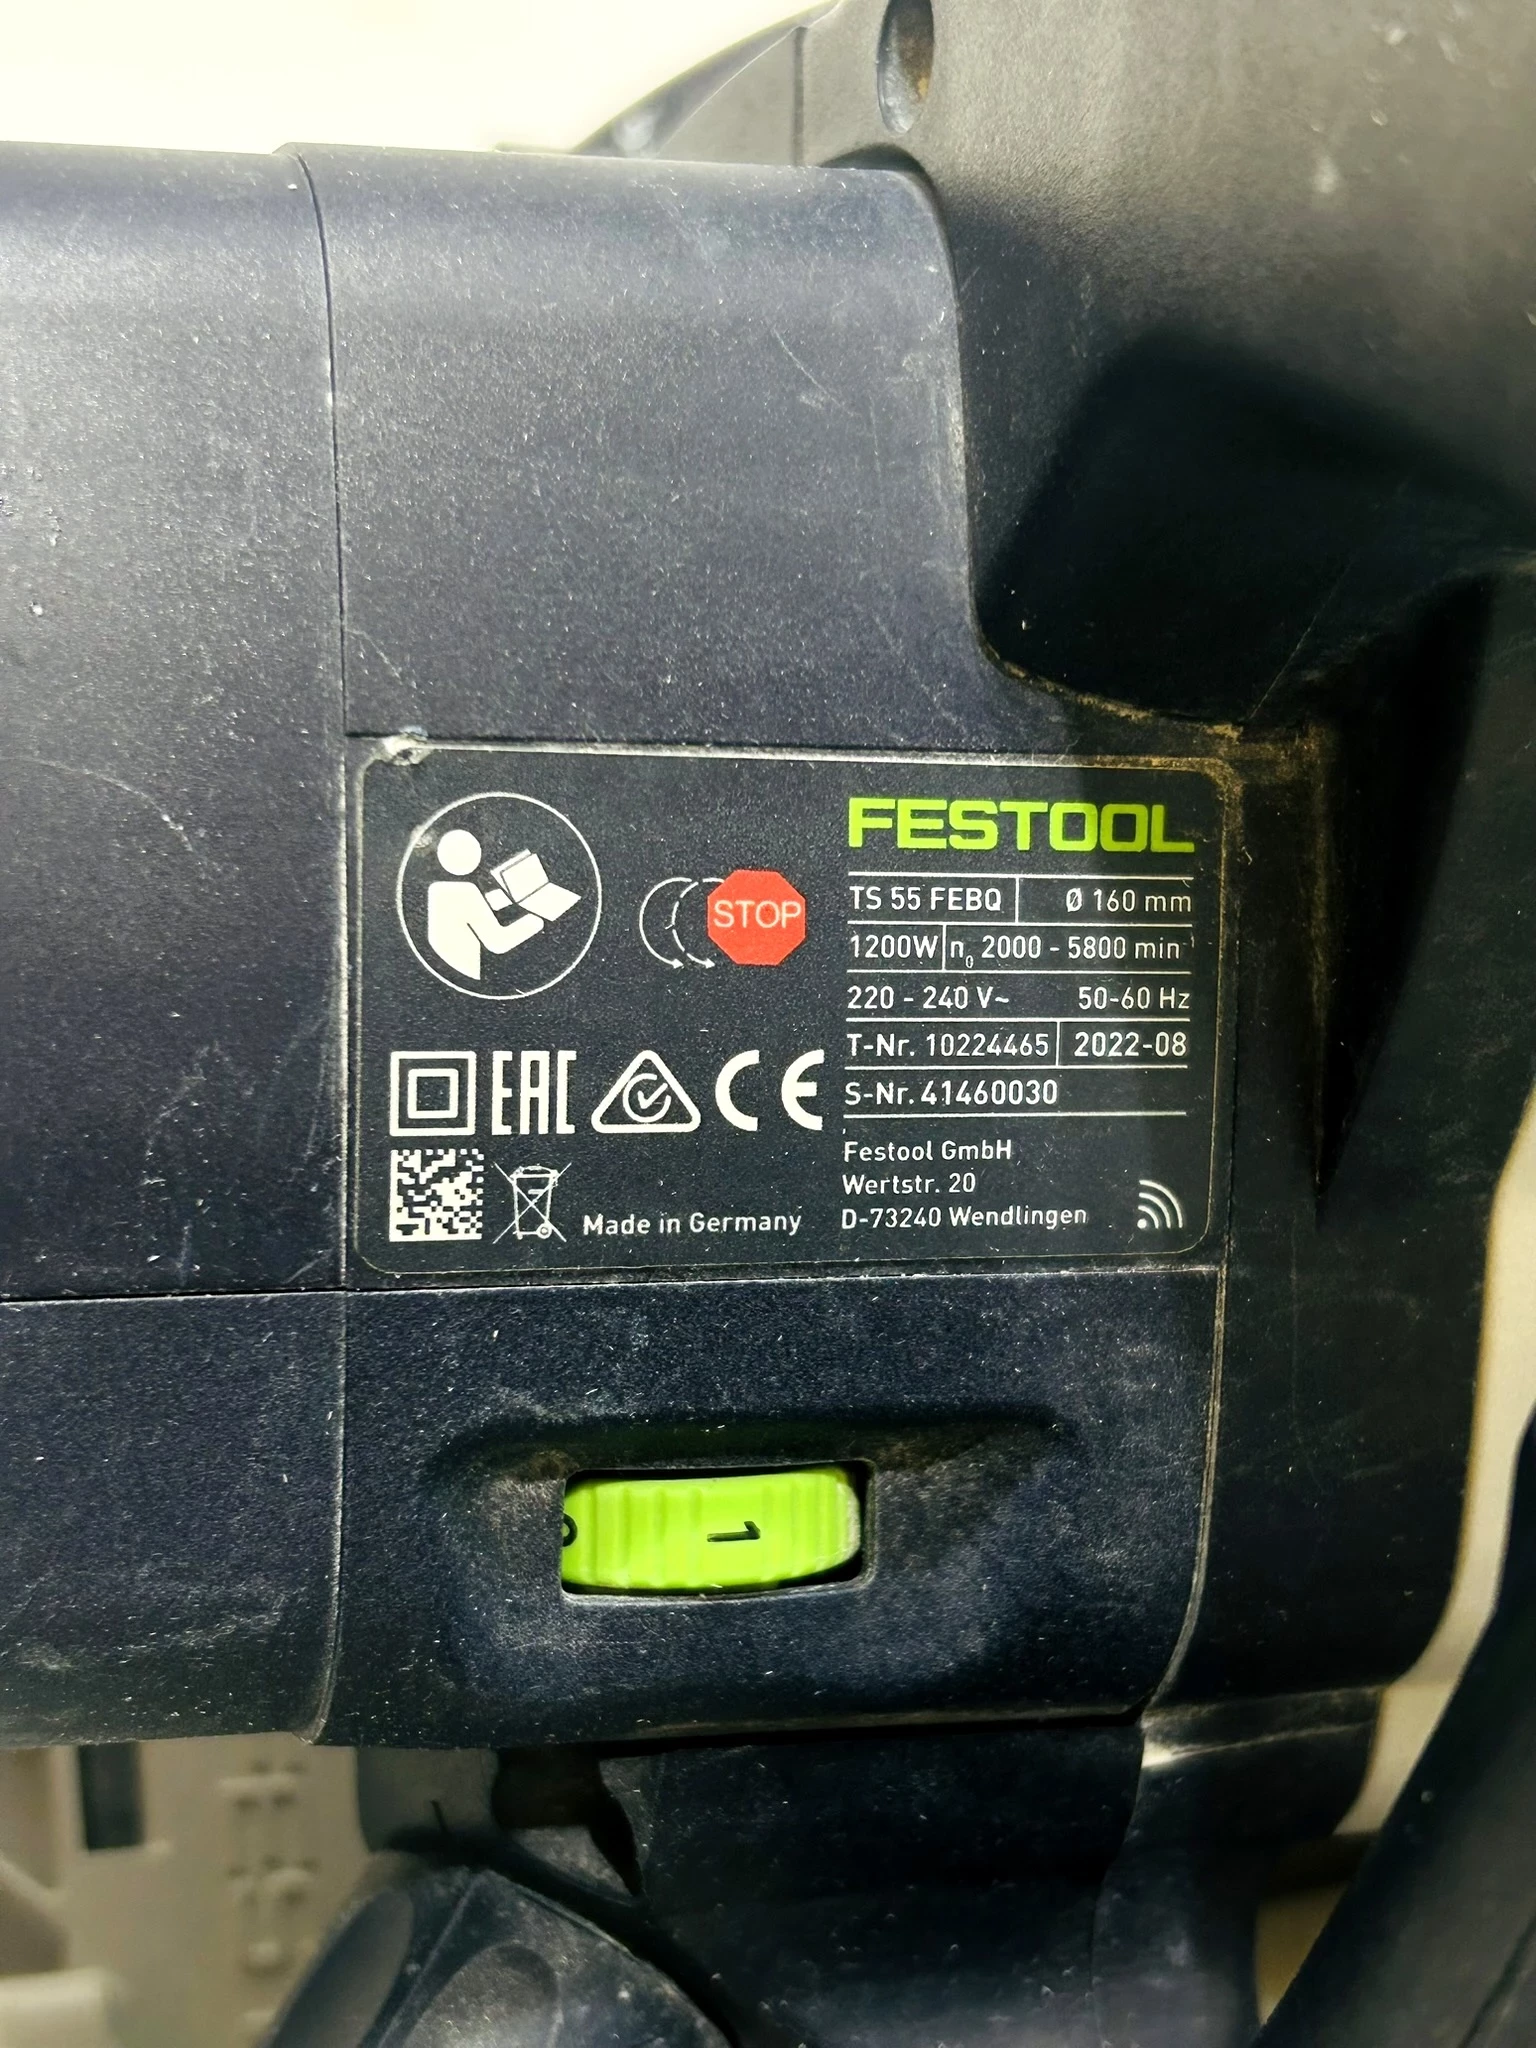 FESTOOL
TS 55 FEBQ Ø 160 mm
1200W n₀ 2000 - 5800 min⁻¹
220 - 240 V~ 50-60 Hz
T-Nr. 10224465 2022-08
S-Nr. 41460030
Festool GmbH
Wertstr. 20
D-73240 Wendlingen
STOP
EAC
CE
Made in Germany
1